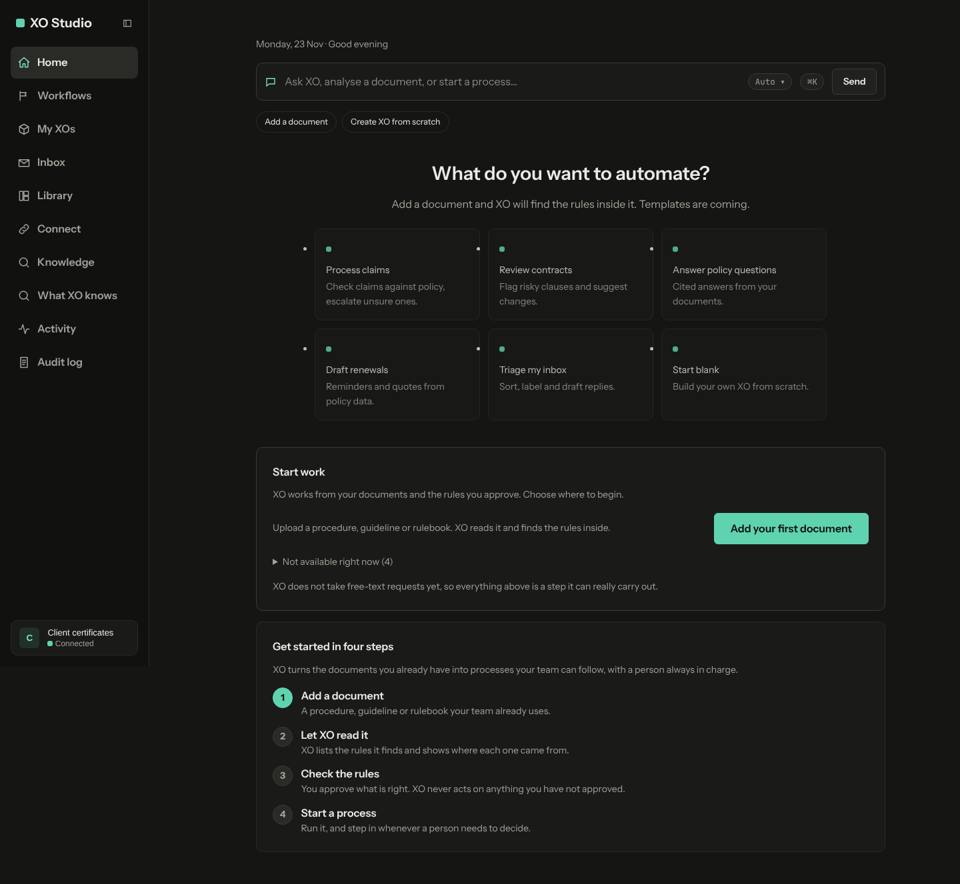 XO Studio
Home
Workflows
My XOs
Inbox
Library
Connect
Knowledge
What XO knows
Activity
Audit log
C
Client certificates
Connected
Monday, 23 Nov · Good evening
Ask XO, analyse a document, or start a process...
Auto ▾
⌘K
Send
Add a document
Create XO from scratch
What do you want to automate?
Add a document and XO will find the rules inside it. Templates are coming.
Process claims
Check claims against policy,
escalate unsure ones.
Review contracts
Flag risky clauses and suggest
changes.
Answer policy questions
Cited answers from your
documents.
Draft renewals
Reminders and quotes from
policy data.
Triage my inbox
Sort, label and draft replies.
Start blank
Build your own XO from scratch.
Start work
XO works from your documents and the rules you approve. Choose where to begin.
Upload a procedure, guideline or rulebook. XO reads it and finds the rules inside.
Add your first document
Not available right now (4)
XO does not take free-text requests yet, so everything above is a step it can really carry out.
Get started in four steps
XO turns the documents you already have into processes your team can follow, with a person always in charge.
1
Add a document
A procedure, guideline or rulebook your team already uses.
2
Let XO read it
XO lists the rules it finds and shows where each one came from.
3
Check the rules
You approve what is right. XO never acts on anything you have not approved.
4
Start a process
Run it, and step in whenever a person needs to decide.